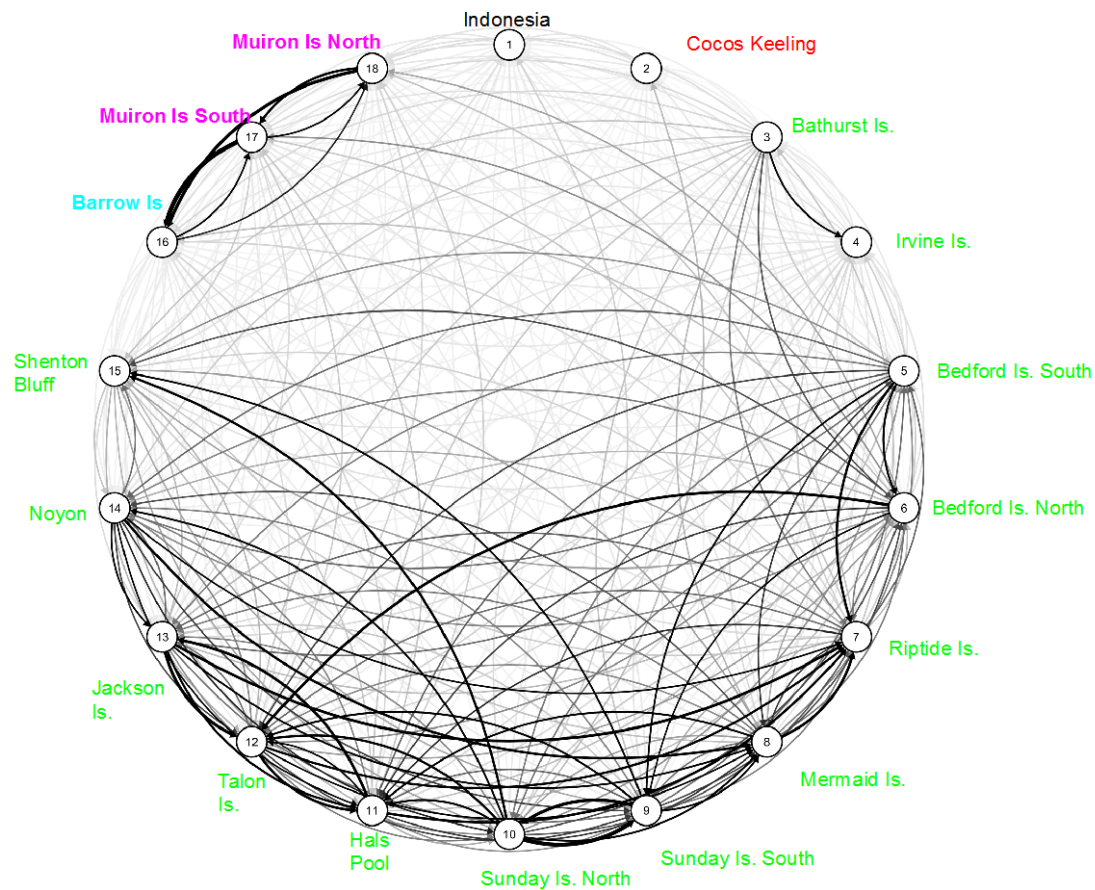 Indonesia
1
Muiron Is North
18
2
Cocos Keeling
Muiron Is South
17
3
Bathurst Is.
Barrow Is
16
4
Irvine Is.
Shenton
Bluff
15
5
Bedford Is. South
Noyon
14
6
Bedford Is. North
13
7
Riptide Is.
Jackson
Is.
12
8
Mermaid Is.
Talon
Is.
11
9
Hals
Pool
10
Sunday Is. South
Sunday Is. North